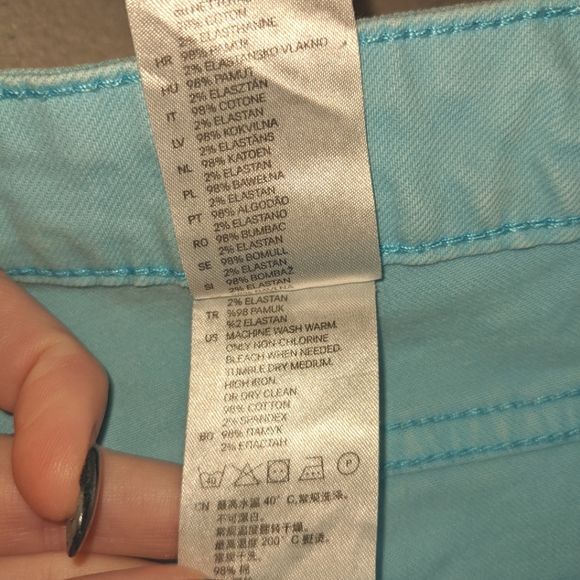 98% COTON
2% ELASTHANNE
HR 98% PAMUK
2% ELASTANSKO VLAKNO
HU 98% PAMUT
2% ELASZTÁN
IT 98% COTONE
2% ELASTAN
LV 98% KOKVILNA
2% ELASTĀNS
NL 98% KATOEN
2% ELASTAN
PL 98% BAWEŁNA
2% ELASTAN
PT 98% ALGODÃO
2% ELASTANO
RO 98% BUMBAC
2% ELASTAN
SE 98% BOMULL
2% ELASTAN
SI 98% BOMBAŽ
2% ELASTAN
TR %98 PAMUK
%2 ELASTAN
US MACHINE WASH WARM.
ONLY NON-CHLORINE
BLEACH WHEN NEEDED.
TUMBLE DRY MEDIUM.
HIGH IRON.
OR DRY CLEAN
98% COTTON
2% SPANDEX
BG 98% ПАМУК
2% ЕЛАСТАН
40 P
CN 最高水温 40° C,常规洗涤。
不可漂白。
常规温度翻转干燥。
最高温度 200° C 熨烫。
常规干洗。
98% 棉